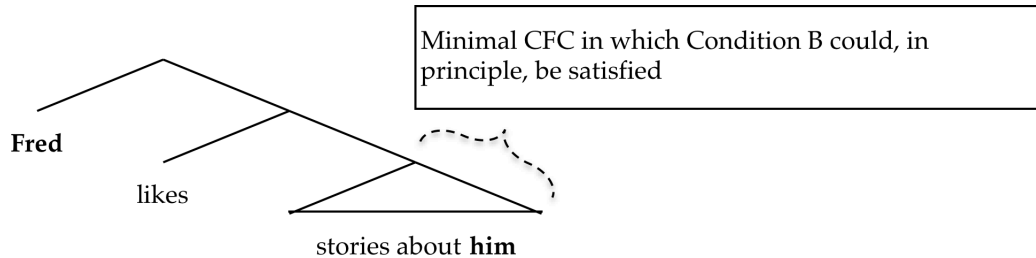 Minimal CFC in which Condition B could, in
principle, be satisfied
Fred
likes
stories about him